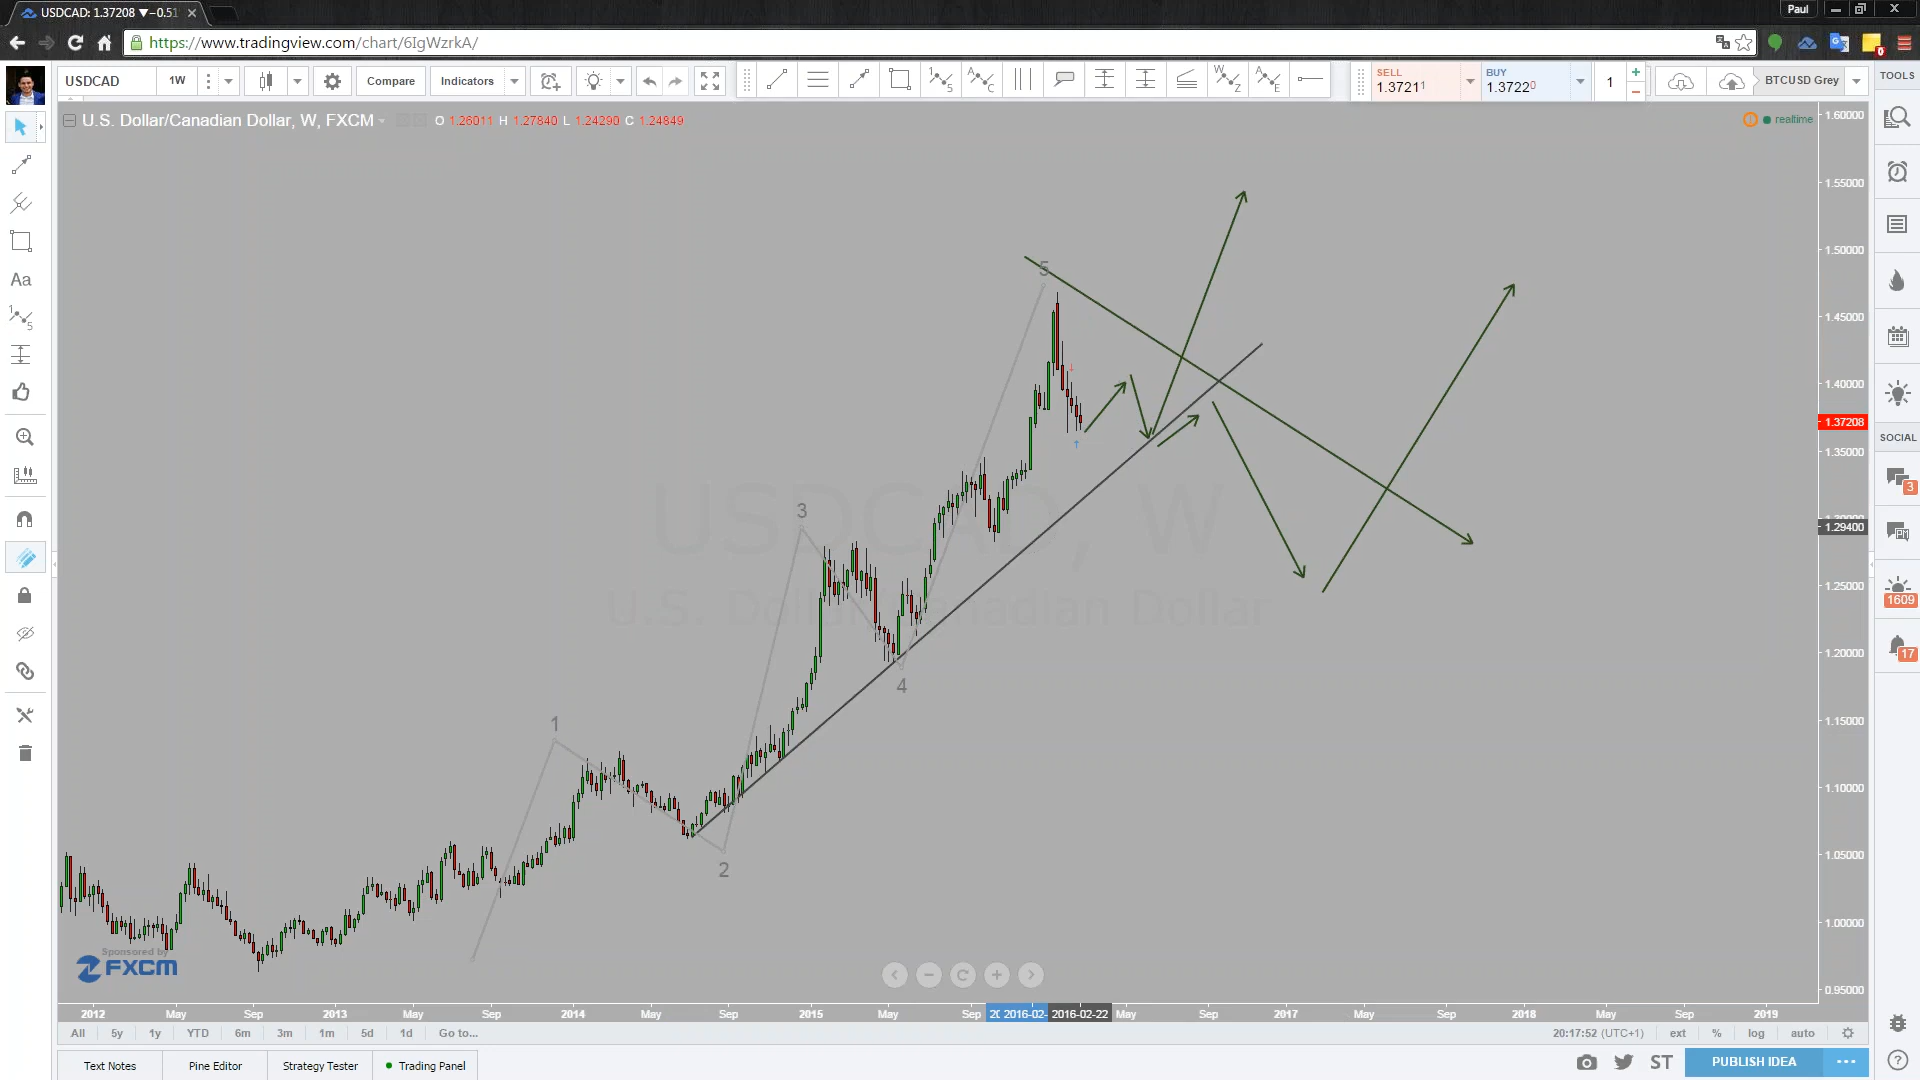 USDCAD: 1.37208 ▼−0.51
Paul
https://www.tradingview.com/chart/6IgWzrkA/
USDCAD 1W Compare Indicators
SELL 1.37211 BUY 1.37220 1 BTCUSD Grey TOOLS
U.S. Dollar/Canadian Dollar, W, FXCM O 1.26011 H 1.27840 L 1.24290 C 1.24849
realtime
1.60000
1.55000
1.50000
1.45000
1.40000
1.37208
1.35000
1.29400
1.25000
1.20000
1.15000
1.10000
1.05000
1.00000
0.95000
SOCIAL
3
1609
17
0
Aa
5
3
4
1
2
USDCAD, W
U.S. Dollar/Canadian Dollar
Sponsored by
FXCM
2012 May Sep 2013 May Sep 2014 May Sep 2015 May Sep 2016-02- 2016-02-22 May Sep 2017 May Sep 2018 May Sep 2019
All 5y 1y YTD 6m 3m 1m 5d 1d Go to... 20:17:52 (UTC+1) ext % log auto
Text Notes Pine Editor Strategy Tester Trading Panel ST PUBLISH IDEA